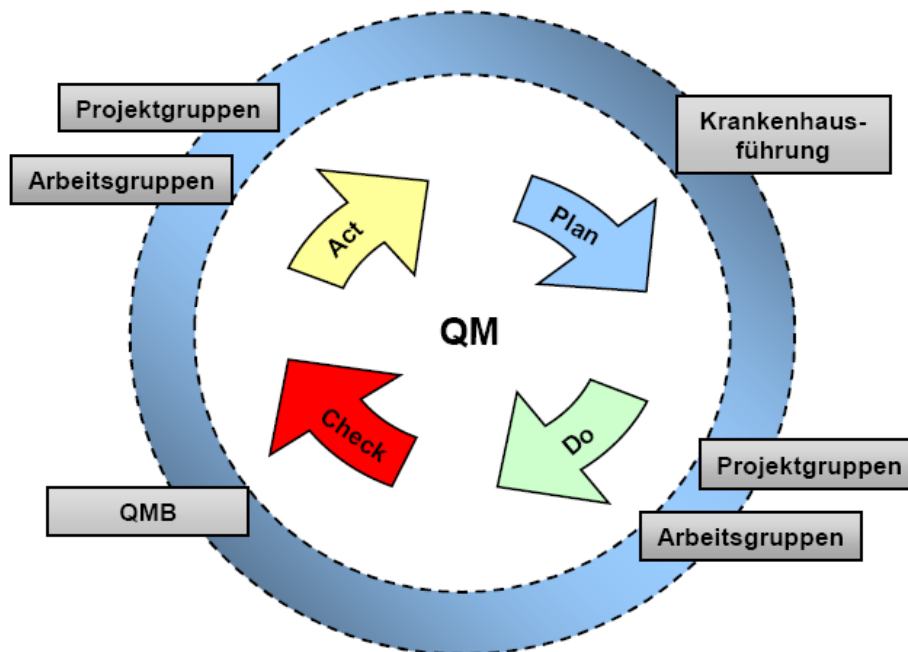 Projektgruppen
Arbeitsgruppen
Krankenhaus-
führung
Act
Plan
QM
Check
Do
QMB
Projektgruppen
Arbeitsgruppen